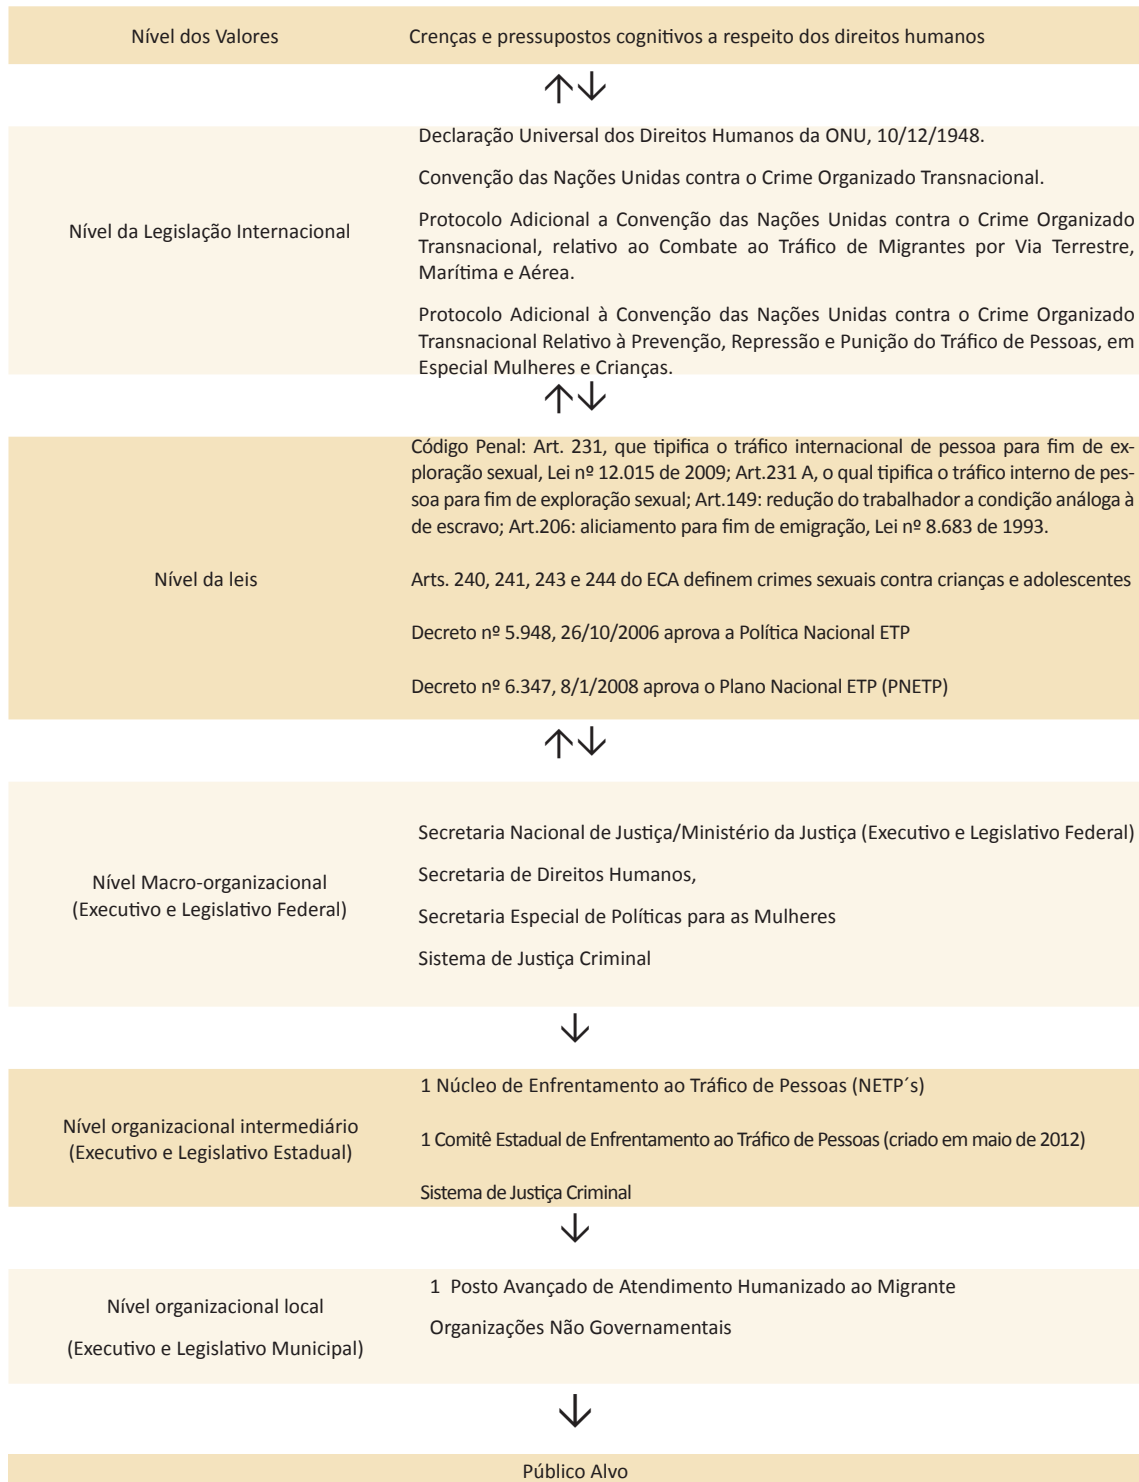 Nível dos Valores
Crenças e pressupostos cognitivos a respeito dos direitos humanos
↑↓
Nível da Legislação Internacional
Declaração Universal dos Direitos Humanos da ONU, 10/12/1948.
Convenção das Nações Unidas contra o Crime Organizado Transnacional.
Protocolo Adicional a Convenção das Nações Unidas contra o Crime Organizado
Transnacional, relativo ao Combate ao Tráfico de Migrantes por Via Terrestre,
Marítima e Aérea.
Protocolo Adicional à Convenção das Nações Unidas contra o Crime Organizado
Transnacional Relativo à Prevenção, Repressão e Punição do Tráfico de Pessoas, em
Especial Mulheres e Crianças.
↑↓
Nível da leis
Código Penal: Art. 231, que tipifica o tráfico internacional de pessoa para fim de ex-
ploração sexual, Lei nº 12.015 de 2009; Art.231 A, o qual tipifica o tráfico interno de pes-
soa para fim de exploração sexual; Art.149: redução do trabalhador a condição análoga à
de escravo; Art.206: aliciamento para fim de emigração, Lei nº 8.683 de 1993.
Arts. 240, 241, 243 e 244 do ECA definem crimes sexuais contra crianças e adolescentes
Decreto nº 5.948, 26/10/2006 aprova a Política Nacional ETP
Decreto nº 6.347, 8/1/2008 aprova o Plano Nacional ETP (PNETP)
↑↓
Nível Macro-organizacional
(Executivo e Legislativo Federal)
Secretaria Nacional de Justiça/Ministério da Justiça (Executivo e Legislativo Federal)
Secretaria de Direitos Humanos,
Secretaria Especial de Políticas para as Mulheres
Sistema de Justiça Criminal
↓
Nível organizacional intermediário
(Executivo e Legislativo Estadual)
1 Núcleo de Enfrentamento ao Tráfico de Pessoas (NETP´s)
1 Comitê Estadual de Enfrentamento ao Tráfico de Pessoas (criado em maio de 2012)
Sistema de Justiça Criminal
↓
Nível organizacional local
(Executivo e Legislativo Municipal)
1 Posto Avançado de Atendimento Humanizado ao Migrante
Organizações Não Governamentais
↓
Público Alvo